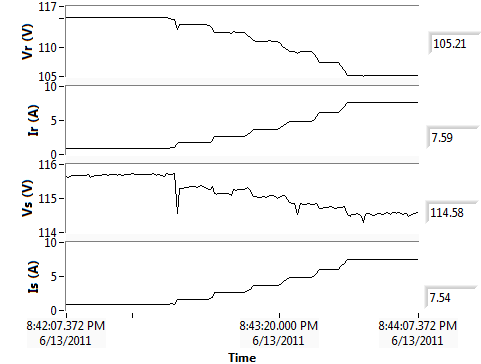 117
110
105
Vr (V)
105.21
10
5
0
Ir (A)
7.59
116
115
114
Vs (V)
114.58
10
5
0
Is (A)
7.54
8:42:07.372 PM 8:43:20.000 PM 8:44:07.372 PM
6/13/2011 6/13/2011 6/13/2011
Time